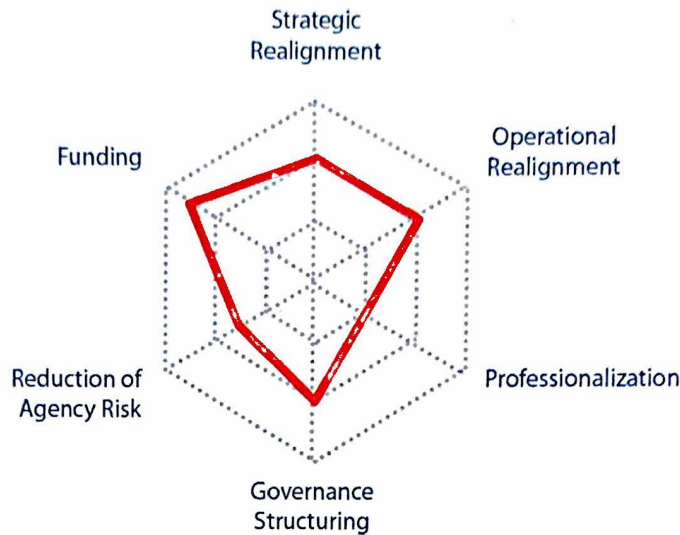 Strategic
Realignment
Operational
Realignment
Funding
Reduction of
Agency Risk
Professionalization
Governance
Structuring